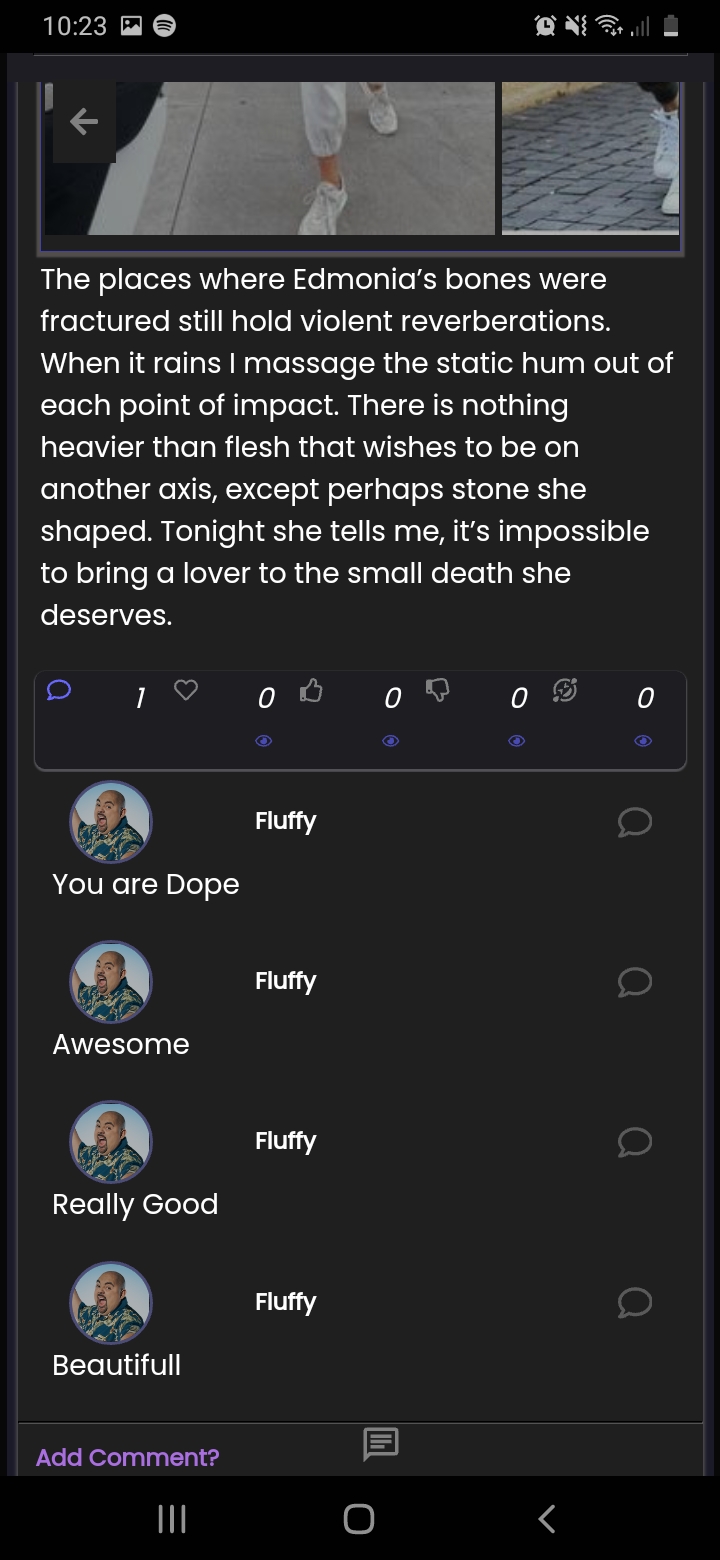 10:23
The places where Edmonia’s bones were
fractured still hold violent reverberations.
When it rains I massage the static hum out of
each point of impact. There is nothing
heavier than flesh that wishes to be on
another axis, except perhaps stone she
shaped. Tonight she tells me, it’s impossible
to bring a lover to the small death she
deserves.
1 0 0 0 0
Fluffy
You are Dope
Fluffy
Awesome
Fluffy
Really Good
Fluffy
Beautifull
Add Comment?